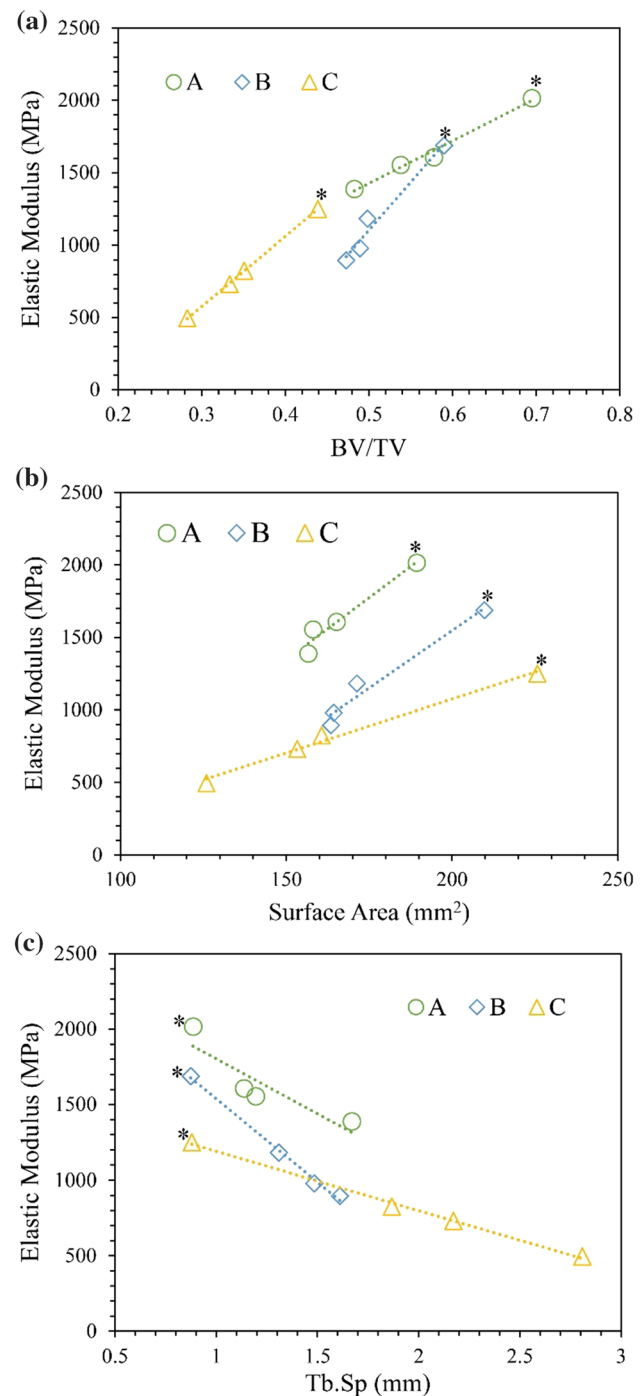 (a)
2500
A B C
*
2000
*
1500
*
1000
500
0
0.2 0.3 0.4 0.5 0.6 0.7 0.8
Elastic Modulus (MPa)
BV/TV
(b)
2500
A B C
*
2000
*
1500
*
1000
500
0
100 150 200 250
Elastic Modulus (MPa)
Surface Area (mm²)
(c)
2500
A B C
*
2000
*
1500
*
1000
500
0
0.5 1 1.5 2 2.5 3
Elastic Modulus (MPa)
Tb.Sp (mm)